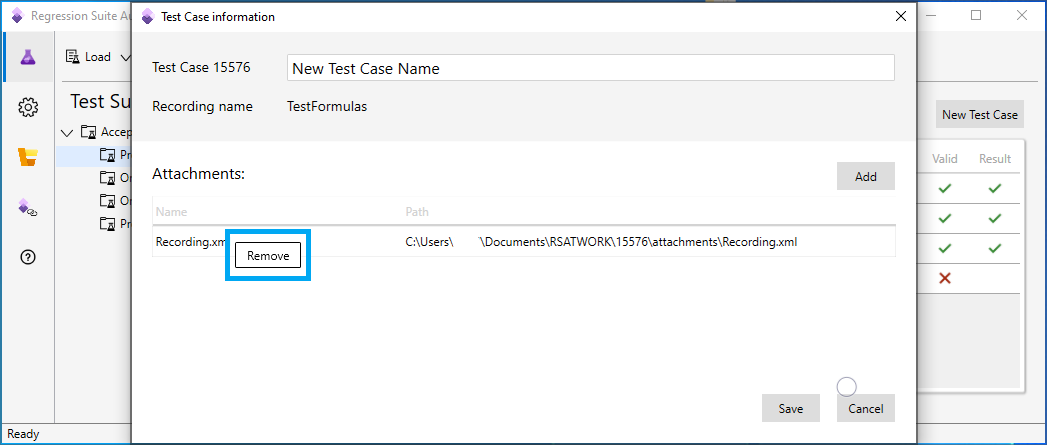 Regression Suite Au
Test Case information
Load
Test Su
Accep
Pr
Or
Or
Pr
Test Case 15576
New Test Case Name
Recording name
TestFormulas
New Test Case
Valid
Result
Attachments:
Add
Name
Path
Recording.xm
C:\Users\ \Documents\RSATWORK\15576\attachments\Recording.xml
Remove
Save
Cancel
Ready